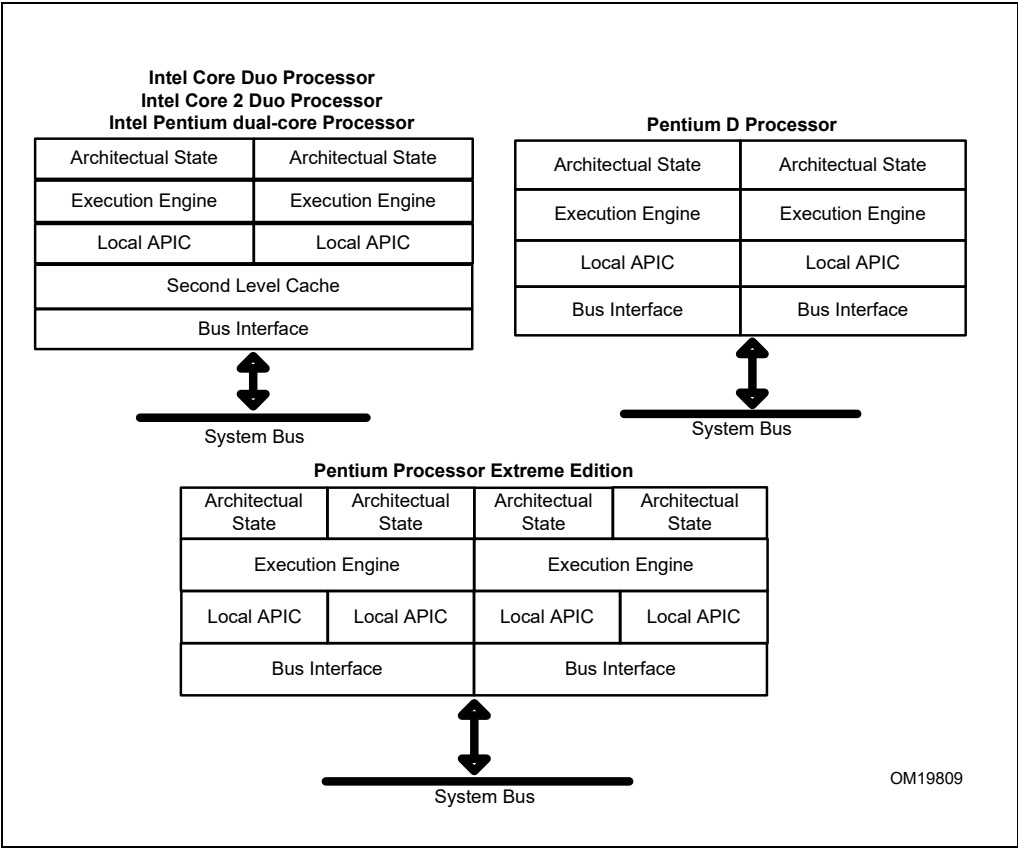 Intel Core Duo Processor
Intel Core 2 Duo Processor
Intel Pentium dual-core Processor
Architectual State Architectual State
Execution Engine Execution Engine
Local APIC Local APIC
Second Level Cache
Bus Interface
System Bus
Pentium D Processor
Architectual State Architectual State
Execution Engine Execution Engine
Local APIC Local APIC
Bus Interface Bus Interface
System Bus
Pentium Processor Extreme Edition
Architectual Architectual Architectual Architectual
State State State State
Execution Engine Execution Engine
Local APIC Local APIC Local APIC Local APIC
Bus Interface Bus Interface
System Bus
OM19809